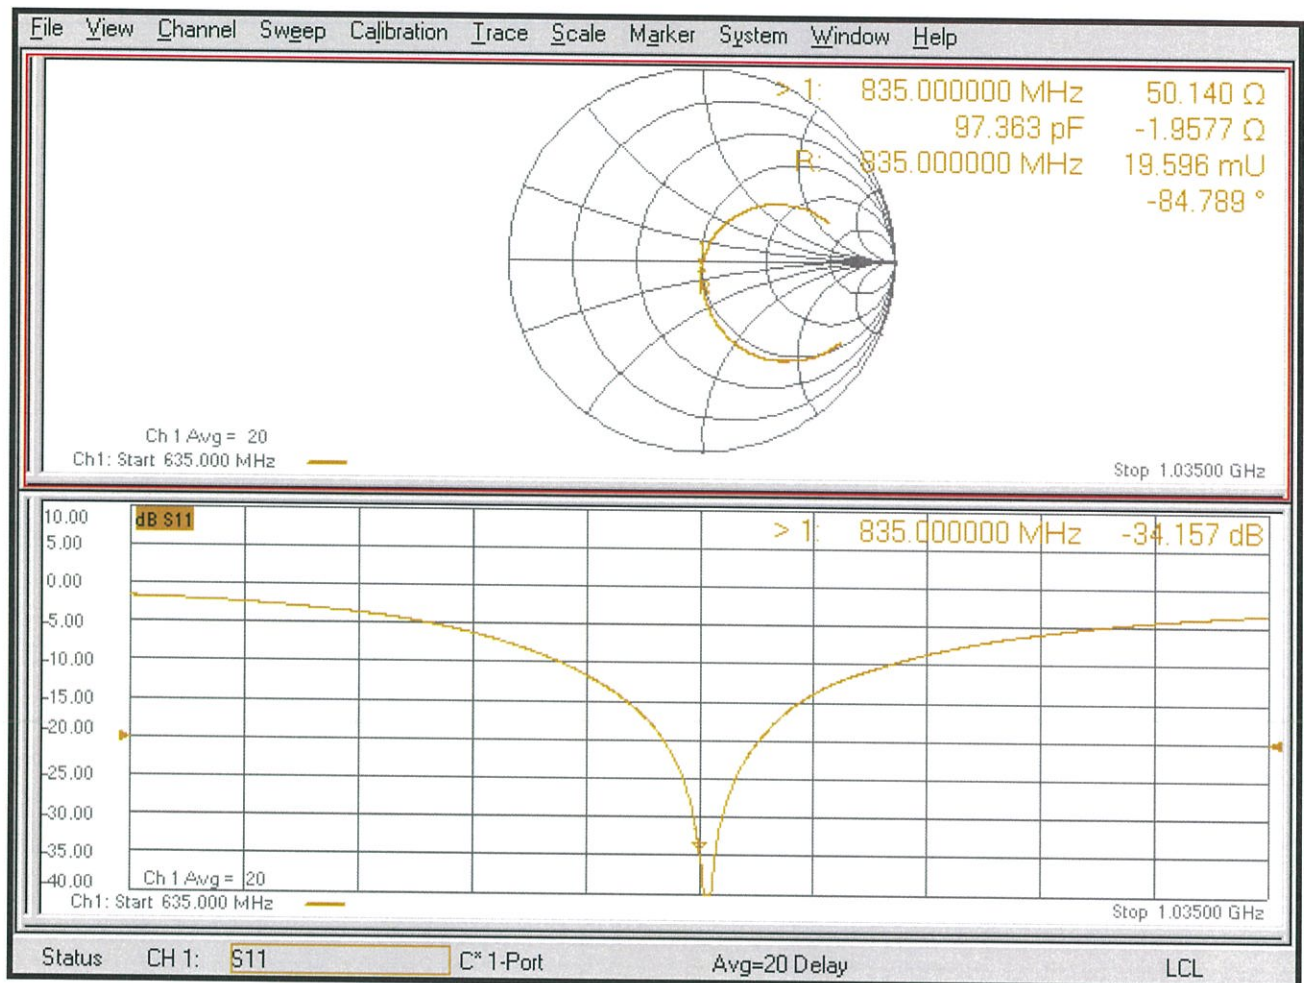 File View Channel Sweep Calibration Trace Scale Marker System Window Help
> 1: 835.000000 MHz 50.140 Ω
97.363 pF -1.9577 Ω
R: 835.000000 MHz 19.596 mU
-84.789 °
Ch 1 Avg = 20
Ch1: Start 635.000 MHz
Stop 1.03500 GHz
10.00
dB S11
> 1: 835.000000 MHz -34.157 dB
5.00
0.00
-5.00
-10.00
-15.00
-20.00
-25.00
-30.00
-35.00
-40.00
Ch 1 Avg = 20
Ch1: Start 635.000 MHz
Stop 1.03500 GHz
Status CH 1: S11 C* 1-Port Avg=20 Delay LCL